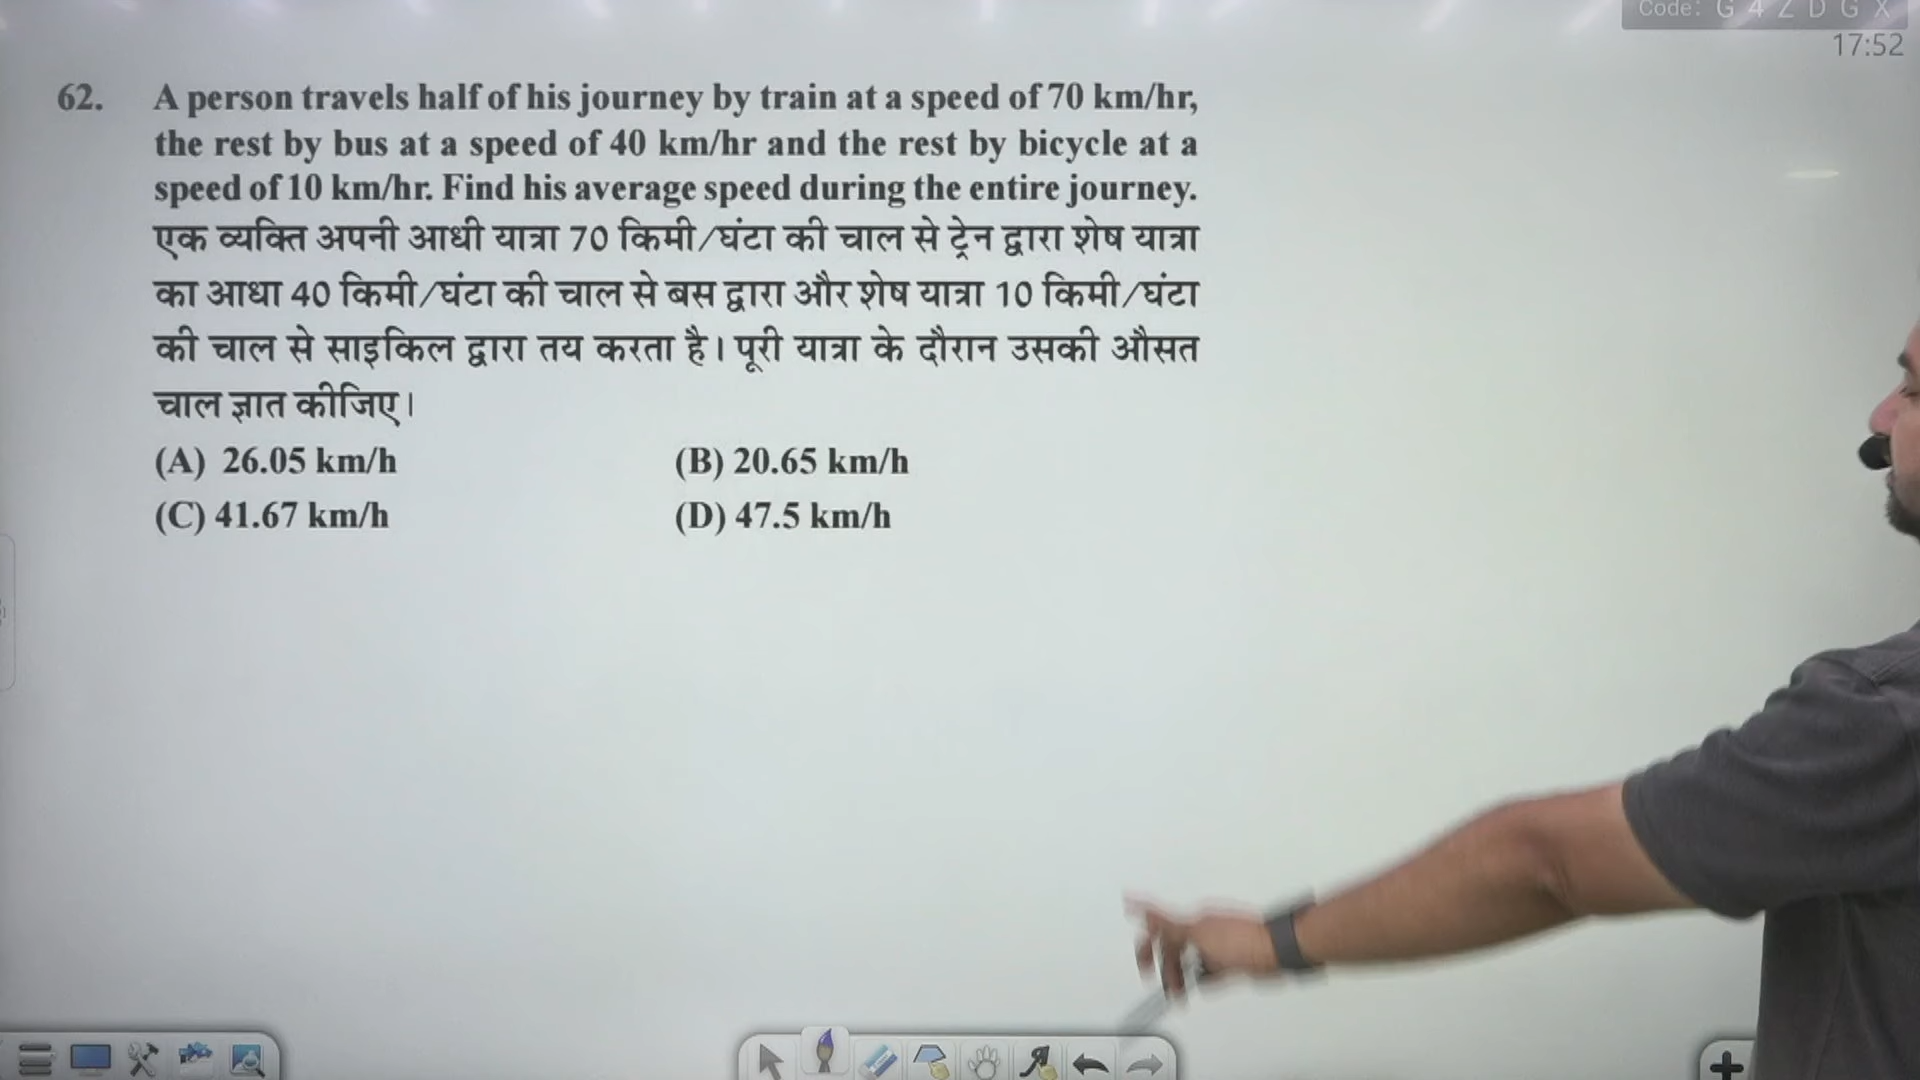 Code: G 4 Z D G X
17:52
62. A person travels half of his journey by train at a speed of 70 km/hr,
the rest by bus at a speed of 40 km/hr and the rest by bicycle at a
speed of 10 km/hr. Find his average speed during the entire journey.
एक व्यक्ति अपनी आधी यात्रा 70 किमी/घंटा की चाल से ट्रेन द्वारा शेष यात्रा
का आधा 40 किमी/घंटा की चाल से बस द्वारा और शेष यात्रा 10 किमी/घंटा
की चाल से साइकिल द्वारा तय करता है। पूरी यात्रा के दौरान उसकी औसत
चाल ज्ञात कीजिए।
(A) 26.05 km/h (B) 20.65 km/h
(C) 41.67 km/h (D) 47.5 km/h